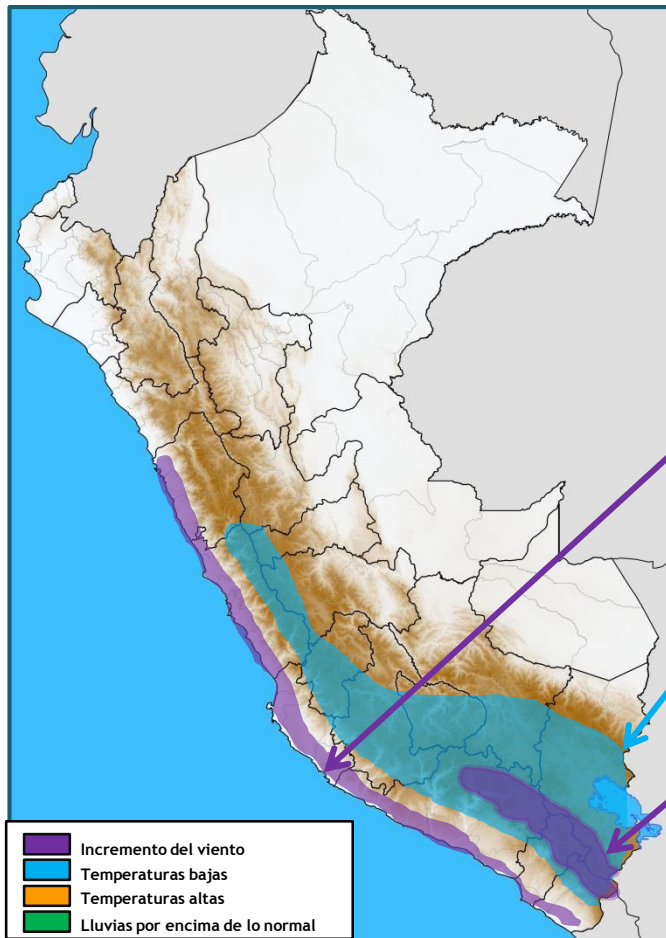 Incremento del viento
Temperaturas bajas
Temperaturas altas
Lluvias por encima de lo normal